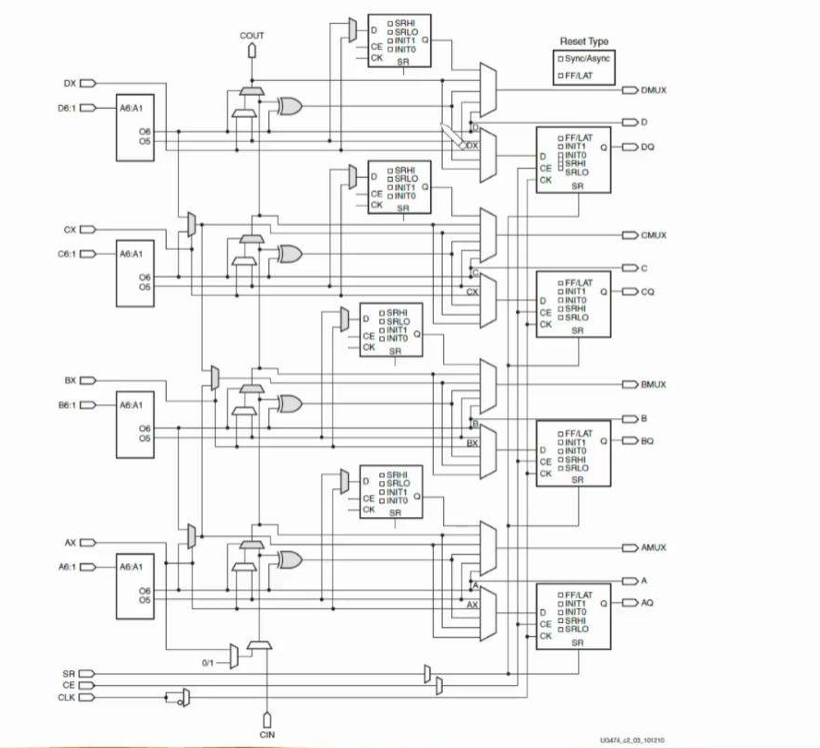 COUT
SRHI
D SRLO
INIT1 Q
CE INIT0
CK
SR
Reset Type
Sync/Async
FF/LAT
DX
DMUX
D6:1
A6:A1
O6
O5
D
D
DX
FF/LAT
INIT1 Q
DQ
D INIT0
CE SRHI
CK SRLO
SR
SRHI
D SRLO
INIT1 Q
CE INIT0
CK
SR
CX
CMUX
C6:1
A6:A1
O6
O5
C
C
CX
FF/LAT
INIT1 Q
CQ
D INIT0
CE SRHI
CK SRLO
SR
SRHI
D SRLO
INIT1 Q
CE INIT0
CK
SR
BX
BMUX
B6:1
A6:A1
O6
O5
B
B
BX
FF/LAT
INIT1 Q
BQ
D INIT0
CE SRHI
CK SRLO
SR
SRHI
D SRLO
INIT1 Q
CE INIT0
CK
SR
AX
AMUX
A6:1
A6:A1
O6
O5
A
A
AX
FF/LAT
INIT1 Q
AQ
D INIT0
CE SRHI
CK SRLO
SR
0/1
SR
CE
CLK
CIN
UG474_c2_03_101210